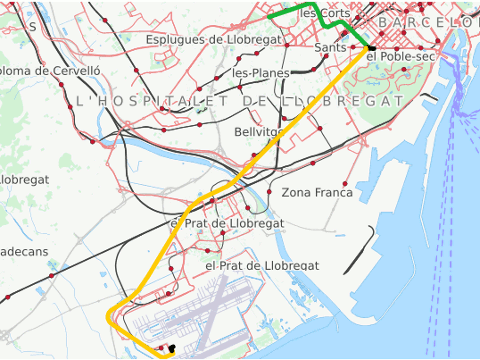 les Corts
BARCELO
S
Esplugues de Llobregat
Sants
el Poble-sec
loma de Cervelló
les-Planes
L'HOSPITALET DE LLOBREGAT
Bellvitge
Llobregat
Zona Franca
el Prat de Llobregat
adecans
el Prat de Llobregat